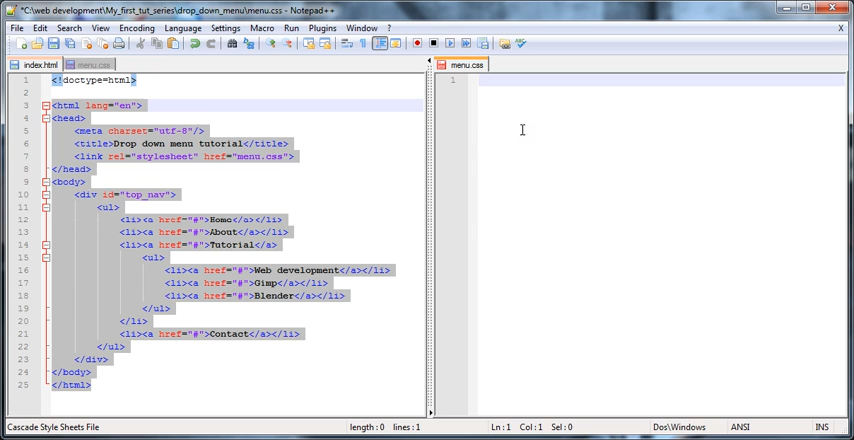 *C:\web development\My_first_tut_series\drop_down_menu\menu.css - Notepad++
File Edit Search View Encoding Language Settings Macro Run Plugins Window ? X
index.html menu.css menu.css
1 <!doctype=html> 1
2
3 <html lang="en">
4 <head>
5 <meta charset="utf-8"/>
6 <title>Drop down menu tutorial</title>
7 <link rel="stylesheet" href="menu.css">
8 </head>
9 <body>
10 <div id="top_nav">
11 <ul>
12 <li><a href="#">Home</a></li>
13 <li><a href="#">About</a></li>
14 <li><a href="#">Tutorial</a>
15 <ul>
16 <li><a href="#">Web development</a></li>
17 <li><a href="#">Gimp</a></li>
18 <li><a href="#">Blender</a></li>
19 </ul>
20 </li>
21 <li><a href="#">Contact</a></li>
22 </ul>
23 </div>
24 </body>
25 </html>
Cascade Style Sheets File length : 0 lines : 1 Ln : 1 Col : 1 Sel : 0 Dos\Windows ANSI INS